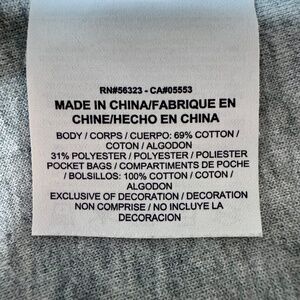 RN#56323 - CA#05553
MADE IN CHINA/FABRIQUE EN
CHINE/HECHO EN CHINA
BODY / CORPS / CUERPO: 69% COTTON /
COTON / ALGODON
31% POLYESTER / POLYESTER / POLIESTER
POCKET BAGS / COMPARTIMENTS DE POCHE
/ BOLSILLOS: 100% COTTON / COTON /
ALGODON
EXCLUSIVE OF DECORATION / DECORATION
NON COMPRISE / NO INCLUYE LA
DECORACION